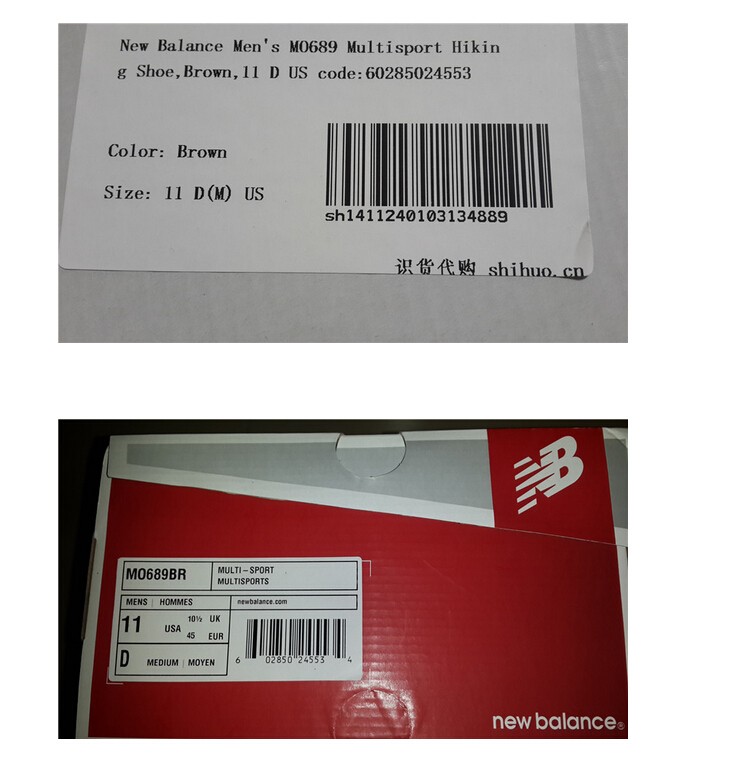 New Balance Men's MO689 Multisport Hikin
g Shoe,Brown,11 D US code:60285024553
Color: Brown
Size: 11 D(M) US
sh1411240103134889
识货代购 shihuo.cn
NB
MO689BR
MULTI-SPORT
MULTISPORTS
MENS | HOMMES
newbalance.com
11 USA 10½ UK
45 EUR
D MEDIUM | MOYEN
6 02850 24553 4
new balance®